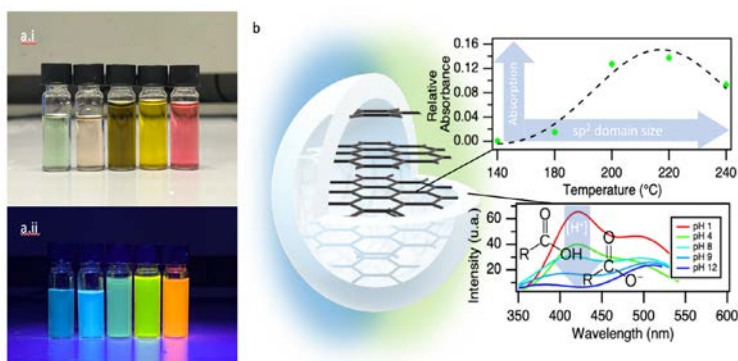 a.i
a.ii
b
Relative
Absorbance
0.16
0.12
0.08
0.04
0.00
Absorption
sp² domain size
140
160
180
200
220
240
Temperature (°C)
Intensity (u.a.)
60
40
20
[H⁺]
O
R
OH
O
R
O⁻
pH 1
pH 4
pH 8
pH 9
pH 12
350
400
450
500
550
600
Wavelength (nm)